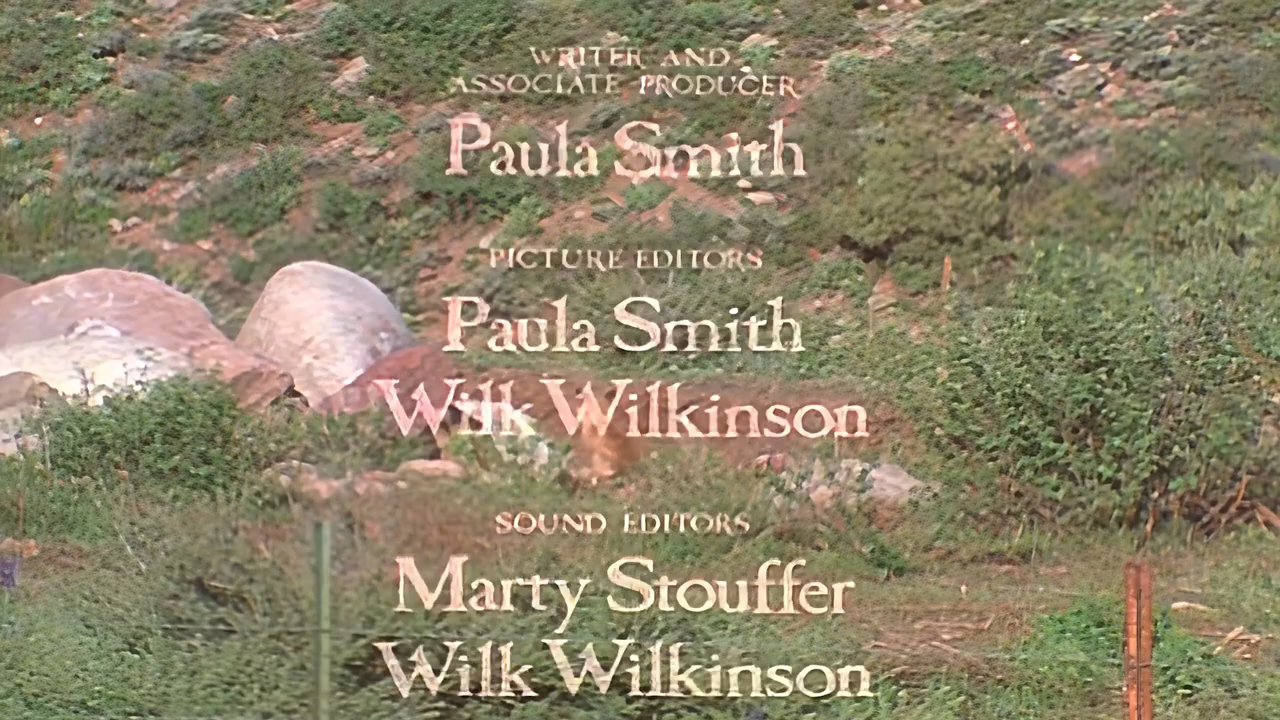 WRITER AND
ASSOCIATE PRODUCER
Paula Smith
PICTURE EDITORS
Paula Smith
Wilk Wilkinson
SOUND EDITORS
Marty Stouffer
Wilk Wilkinson